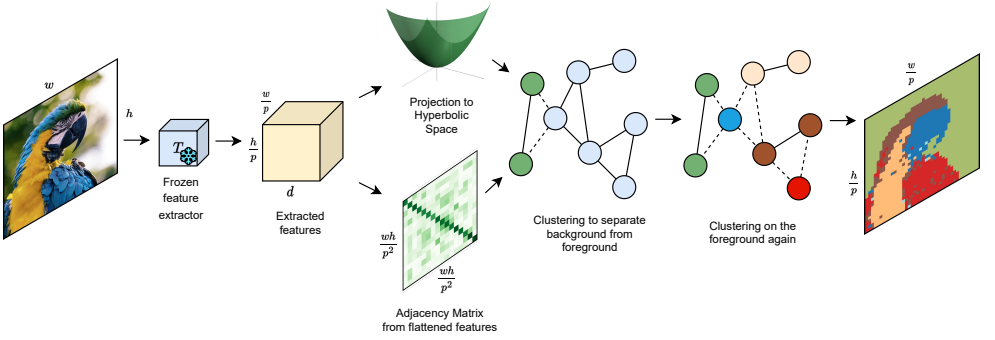 w
h
T
Frozen
feature
extractor
w/p
h/p
d
Extracted
features
Projection to
Hyperbolic
Space
wh/p²
wh/p²
Adjacency Matrix
from flattened features
Clustering to separate
background from
foreground
Clustering on the
foreground again
w/p
h/p